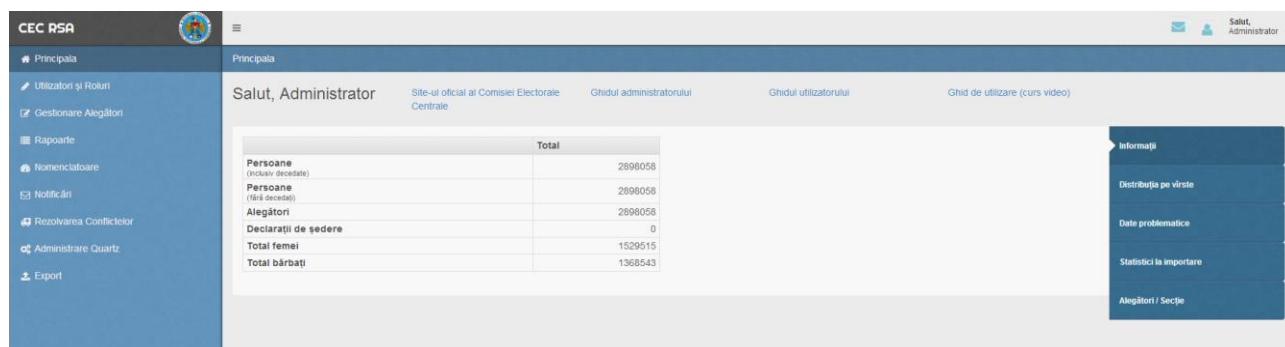 CEC RSA
Salut,
Administrator
Principala
Principala
Utilizatori și Roluri
Gestionare Alegători
Rapoarte
Nomenclatoare
Notificări
Rezolvarea Conflictelor
Administrare Quartz
Export
Salut, Administrator
Site-ul oficial al Comisiei Electorale
Centrale
Ghidul administratorului
Ghidul utilizatorului
Ghid de utilizare (curs video)
Total
Persoane
(inclusiv decedate)
2898058
Persoane
(fără decedați)
2898058
Alegători 2898058
Declarații de ședere 0
Total femei 1529515
Total bărbați 1368543
Informații
Distribuția pe vîrste
Date problematice
Statistici la importare
Alegători / Secție